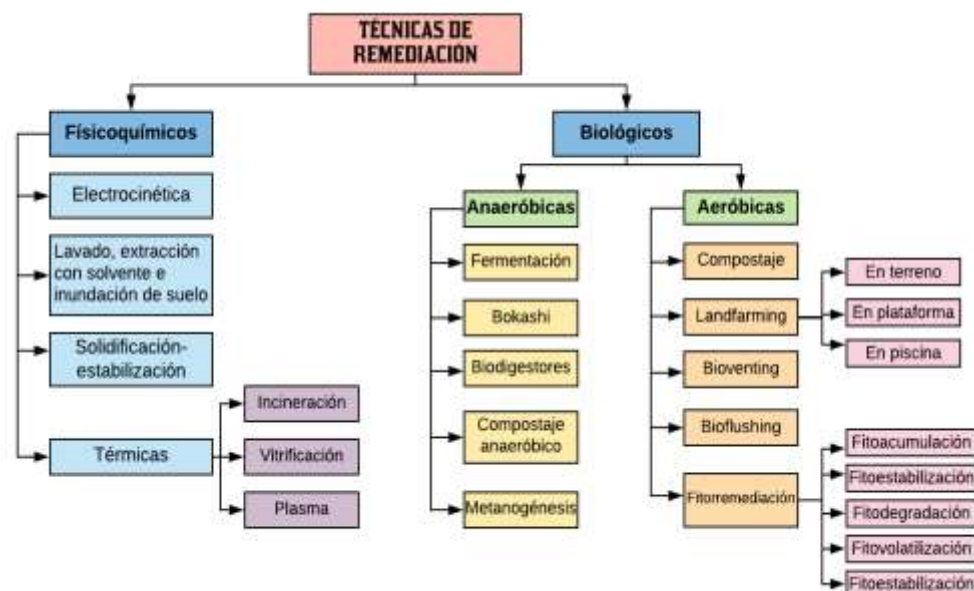 TÉCNICAS DE
REMEDIACIÓN
Físicoquímicos
Electrocinética
Lavado, extracción
con solvente e
inundación de suelo
Solidificación-
estabilización
Térmicas
Incineración
Vitrificación
Plasma
Biológicos
Anaeróbicas
Fermentación
Bokashi
Biodigestores
Compostaje
anaeróbico
Metanogénesis
Aeróbicas
Compostaje
Landfarming
En terreno
En plataforma
En piscina
Bioventing
Bioflushing
Fitorremediación
Fitoacumulación
Fitoestabilización
Fitodegradación
Fitovolatilización
Fitoestabilización